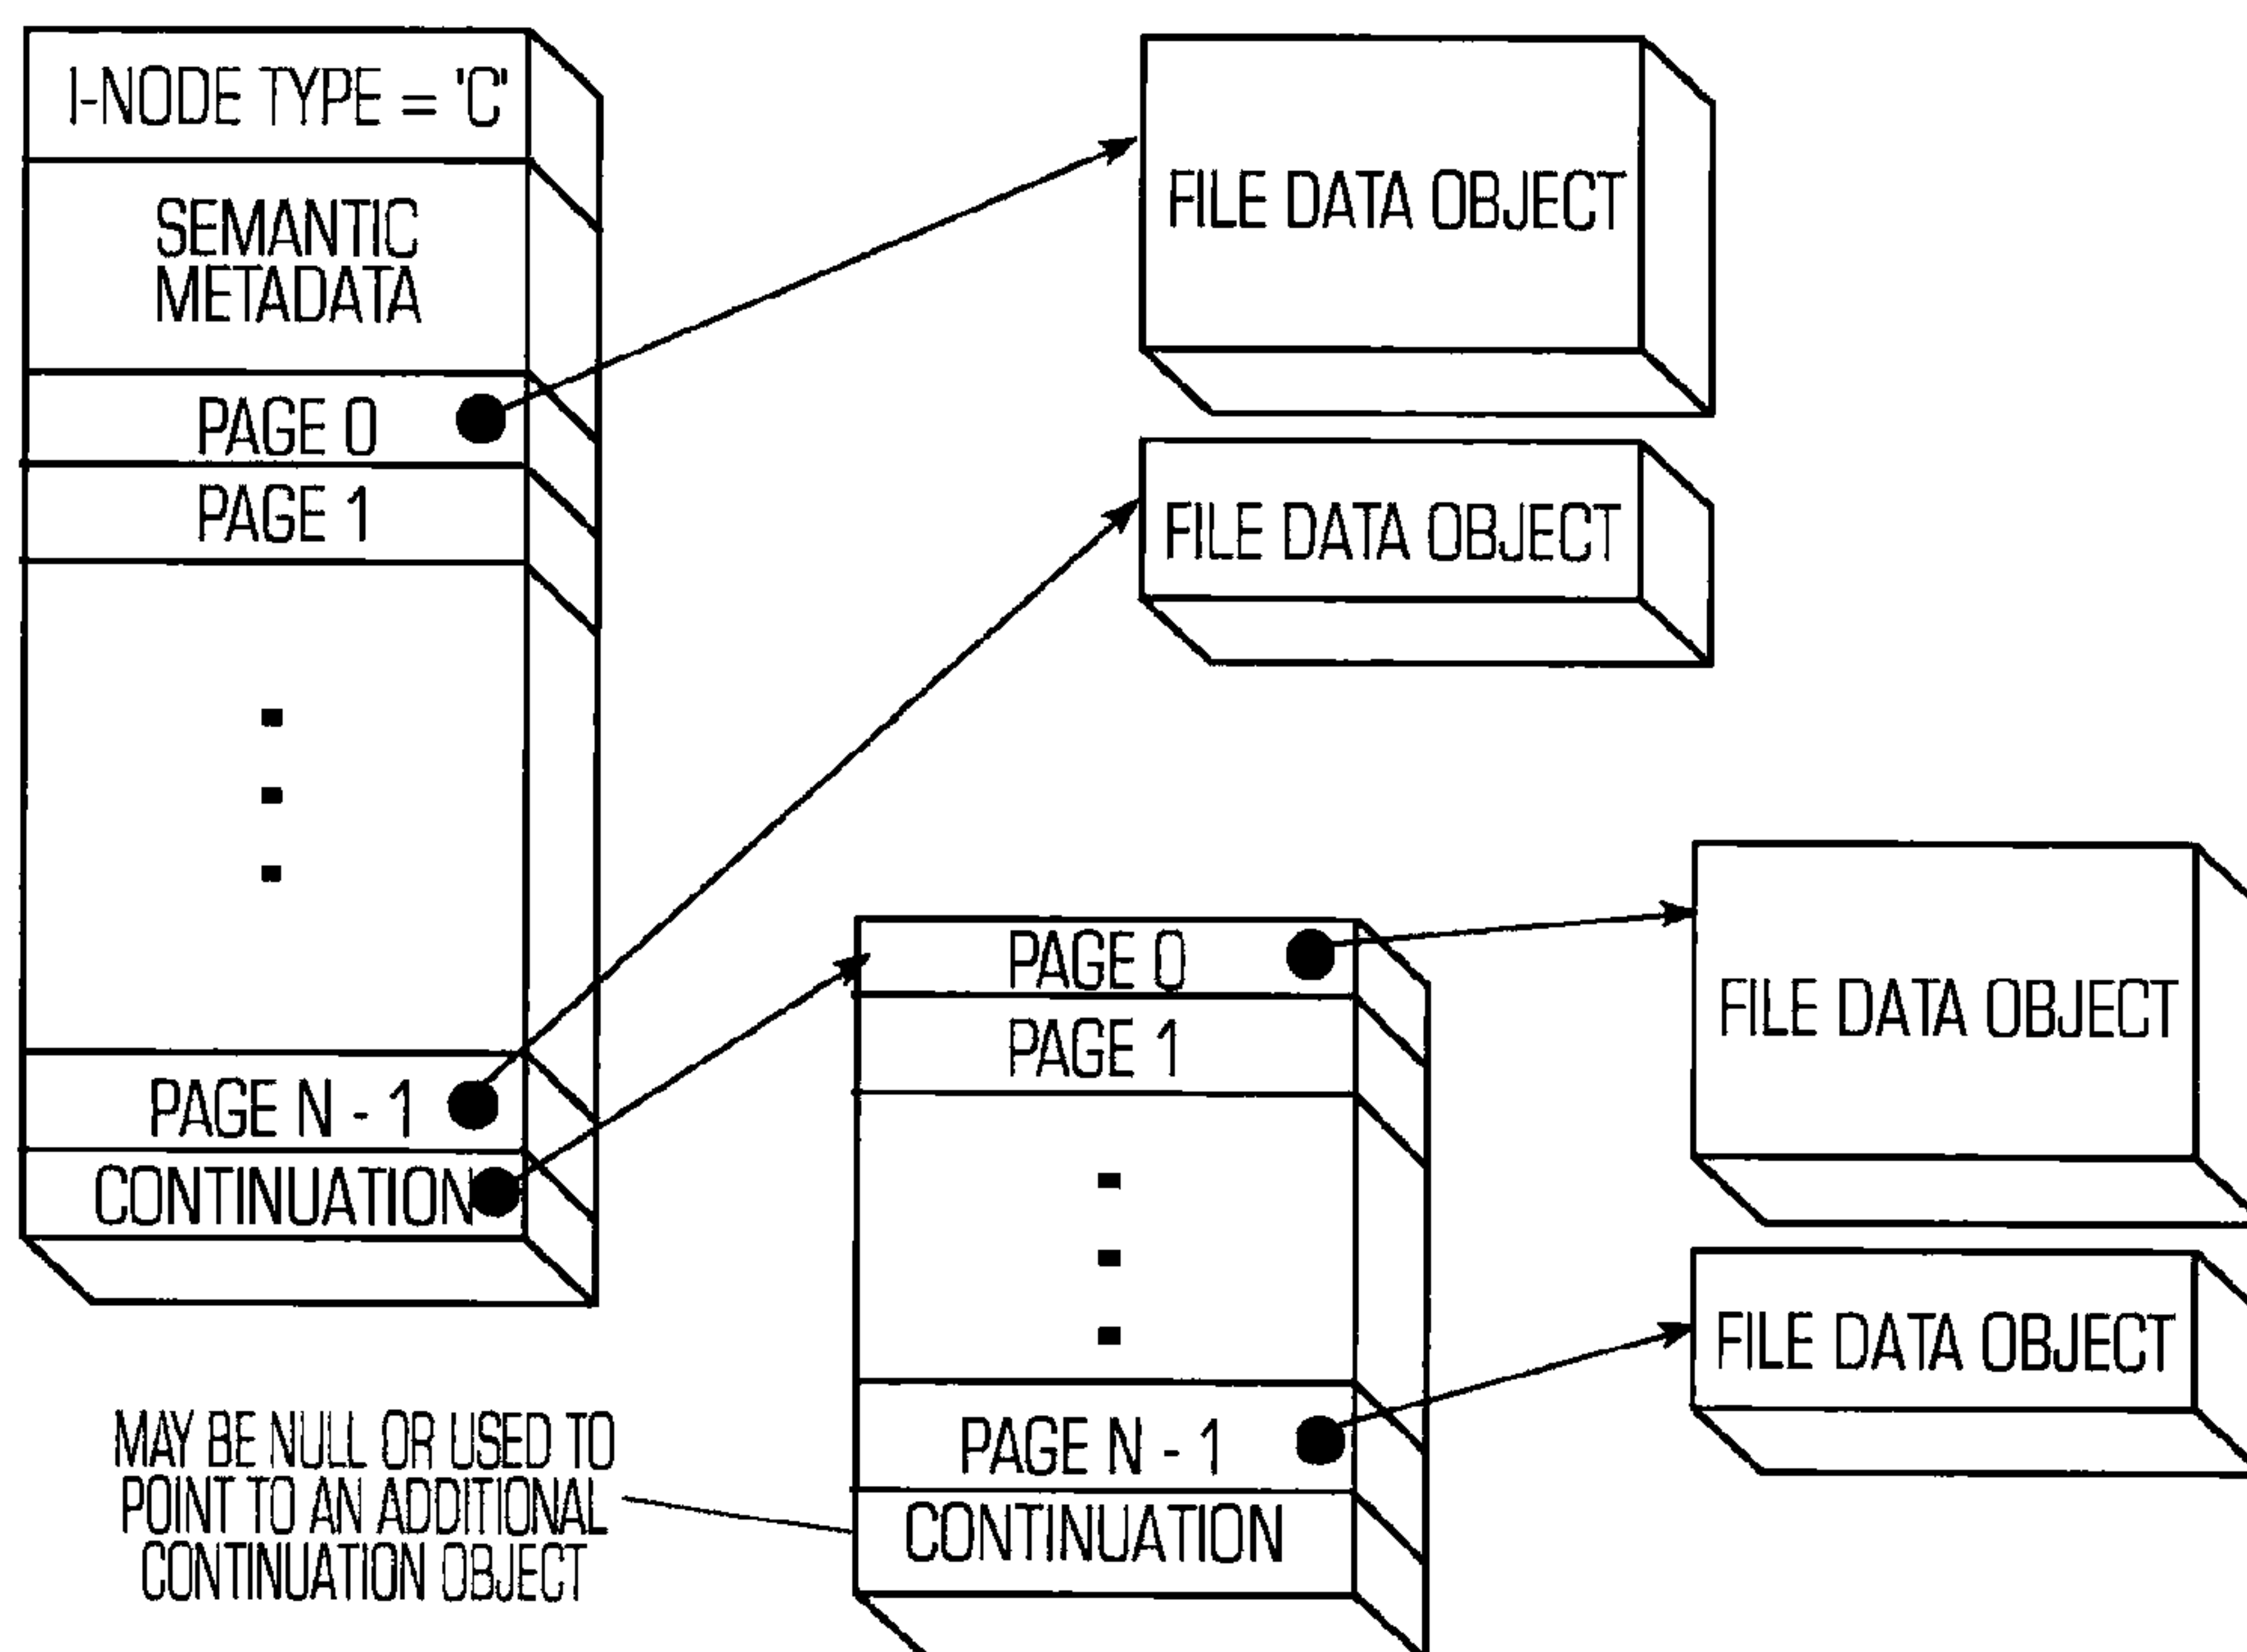 I-NODE TYPE = 'C'
SEMANTIC
METADATA
PAGE 0
PAGE 1
PAGE N - 1
CONTINUATION
FILE DATA OBJECT
FILE DATA OBJECT
PAGE 0
PAGE 1
PAGE N - 1
CONTINUATION
FILE DATA OBJECT
FILE DATA OBJECT
MAY BE NULL OR USED TO
POINT TO AN ADDITIONAL
CONTINUATION OBJECT